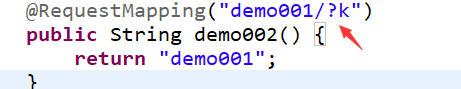 @RequestMapping("demo001/?k")
public String demo002() {
return "demo001";
}